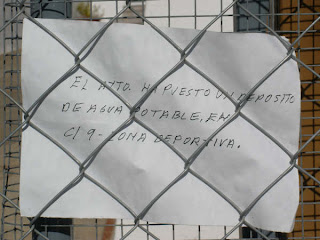 EL AYTO. HA PUESTO UN DEPOSITO
DE AGUA POTABLE, EN
C/ 9 - ZONA DEPORTIVA.